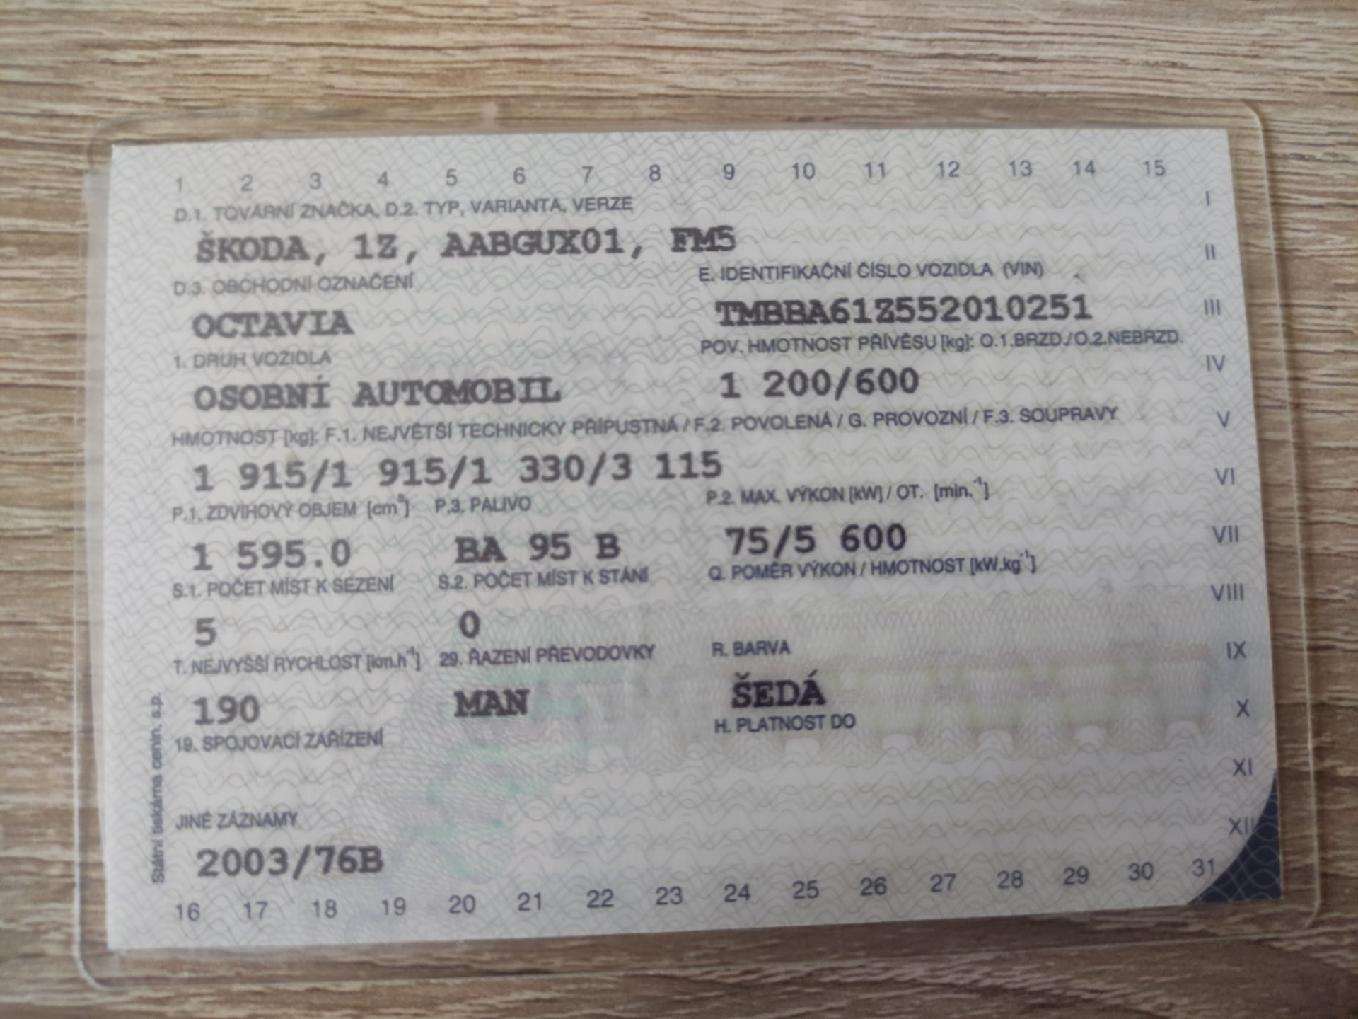 1 2 3 4 5 6 7 8 9 10 11 12 13 14 15
D.1. TOVÁRNÍ ZNAČKA, D.2. TYP, VARIANTA, VERZE
I
ŠKODA, 1Z, AABGUX01, FM5
II
D.3. OBCHODNÍ OZNAČENÍ E. IDENTIFIKAČNÍ ČÍSLO VOZIDLA (VIN)
OCTAVIA TMBBA61Z552010251
III
1. DRUH VOZIDLA POV. HMOTNOST PŘÍVĚSU [kg]: O.1.BRZD./O.2.NEBRZD.
IV
OSOBNÍ AUTOMOBIL 1 200/600
HMOTNOST [kg]: F.1. NEJVĚTŠÍ TECHNICKY PŘÍPUSTNÁ / F.2. POVOLENÁ / G. PROVOZNÍ / F.3. SOUPRAVY
V
1 915/1 915/1 330/3 115
VI
P.1. ZDVIHOVÝ OBJEM [cm³] P.3. PALIVO P.2. MAX. VÝKON [kW] / OT. [min.⁻¹]
1 595.0 BA 95 B 75/5 600
VII
S.1. POČET MÍST K SEZENÍ S.2. POČET MÍST K STÁNÍ Q. POMĚR VÝKON / HMOTNOST [kW.kg⁻¹]
VIII
5 0
T. NEJVYŠŠÍ RYCHLOST [km.h⁻¹] 29. ŘAZENÍ PŘEVODOVKY R. BARVA
IX
190 MAN ŠEDÁ
X
19. SPOJOVACÍ ZAŘÍZENÍ H. PLATNOST DO
XI
JINÉ ZÁZNAMY
XII
2003/76B
16 17 18 19 20 21 22 23 24 25 26 27 28 29 30 31
Státní tiskárna cenin, s.p.